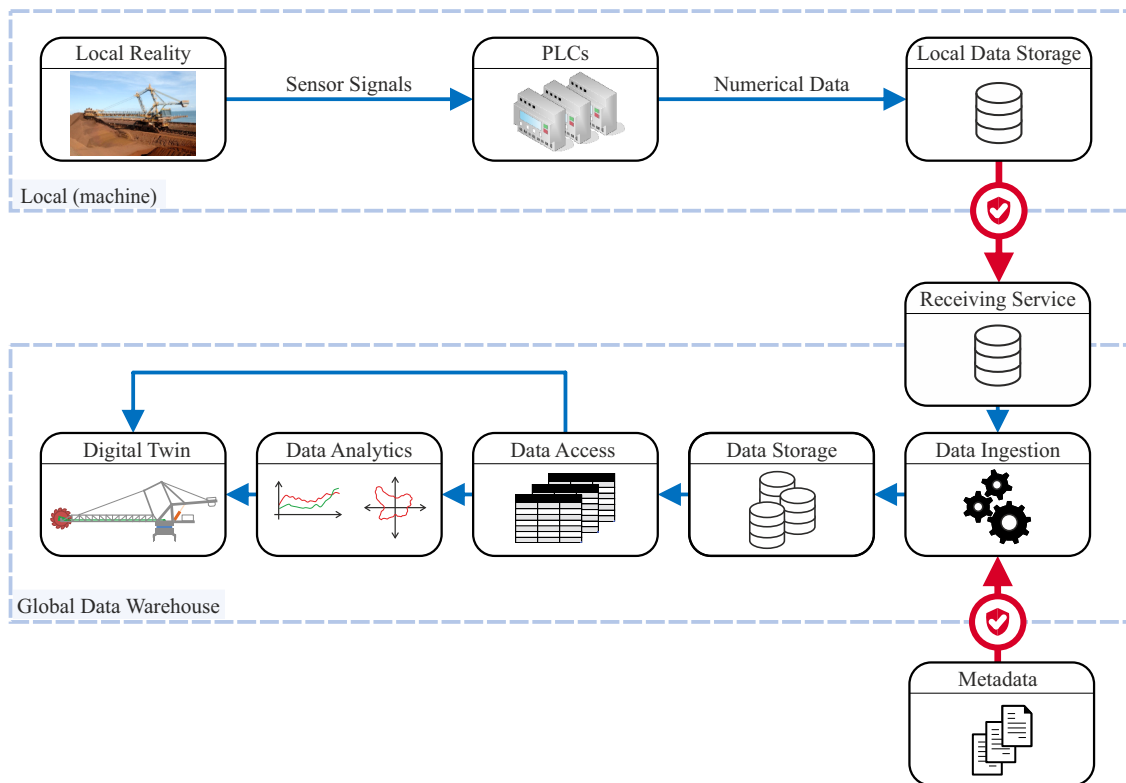 Local Reality
Sensor Signals
PLCs
Numerical Data
Local Data Storage
Local (machine)
Receiving Service
Digital Twin
Data Analytics
Data Access
Data Storage
Data Ingestion
Global Data Warehouse
Metadata